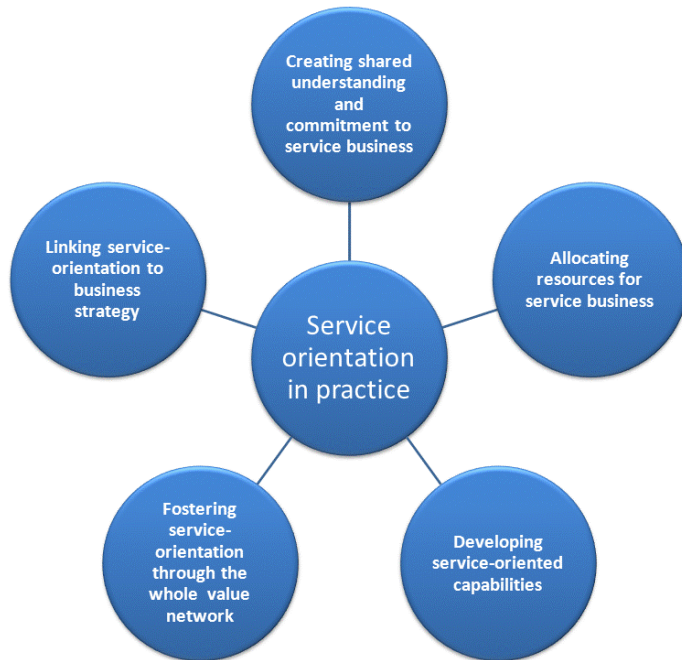 Creating shared
understanding
and
commitment to
service business
Linking service-
orientation to
business
strategy
Allocating
resources for
service business
Service
orientation
in practice
Fostering
service-
orientation
through the
whole value
network
Developing
service-oriented
capabilities